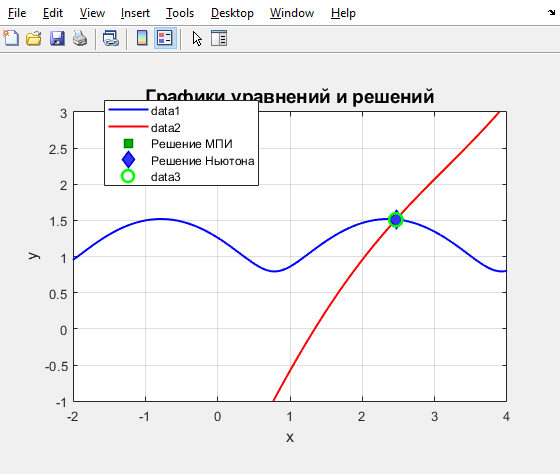 File Edit View Insert Tools Desktop Window Help
Графики уравнений и решений
data1
data2
Решение МПИ
Решение Ньютона
data3
3
2.5
2
1.5
1
0.5
0
-0.5
-1
y
-2 -1 0 1 2 3 4
x